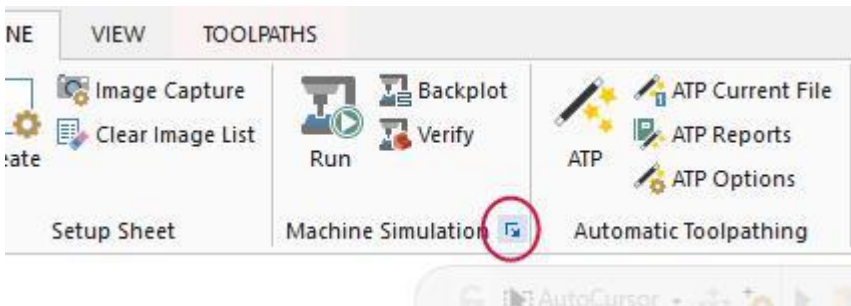 NE VIEW TOOLPATHS
Image Capture Backplot ATP Current File
Clear Image List Verify ATP Reports
eate Run ATP ATP Options
Setup Sheet Machine Simulation Automatic Toolpathing
AutoCursor